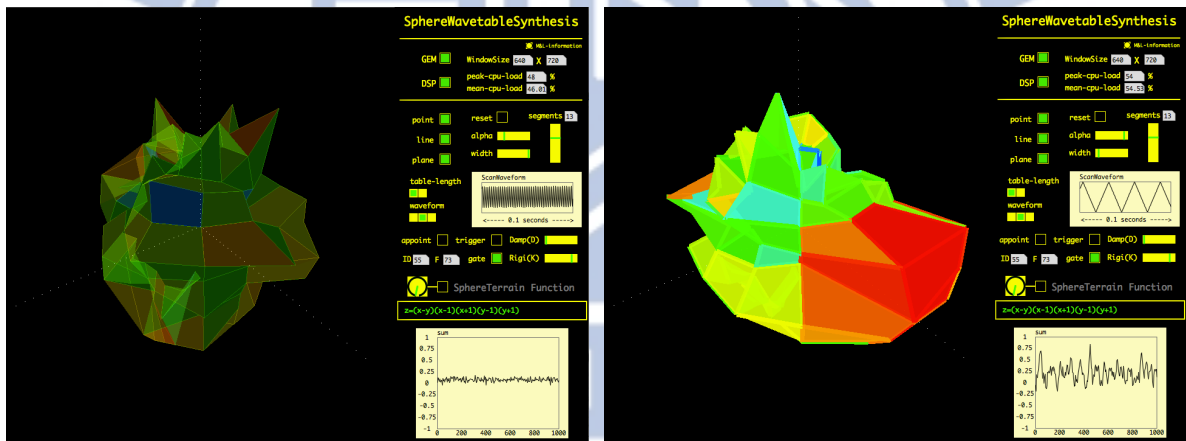 SphereWavetableSynthesis
M&L-information
GEM WindowSize 640 X 720
DSP peak-cpu-load 48 %
mean-cpu-load 46.01 %
point reset segments 13
line alpha
plane width
table-length
waveform
ScanWaveform
<----- 0.1 seconds ----->
appoint trigger Damp(D)
ID 55 F 73 gate Rigi(K)
SphereTerrain Function
z=(x-y)(x-1)(x+1)(y-1)(y+1)
sum
1
0.75
0.5
0.25
0
-0.25
-0.5
-0.75
-1
0 200 400 600 800 1000
SphereWavetableSynthesis
M&L-information
GEM WindowSize 640 X 720
DSP peak-cpu-load 54 %
mean-cpu-load 54.53 %
point reset segments 13
line alpha
plane width
table-length
waveform
ScanWaveform
<----- 0.1 seconds ----->
appoint trigger Damp(D)
ID 55 F 73 gate Rigi(K)
SphereTerrain Function
z=(x-y)(x-1)(x+1)(y-1)(y+1)
sum
1
0.75
0.5
0.25
0
-0.25
-0.5
-0.75
-1
0 200 400 600 800 1000